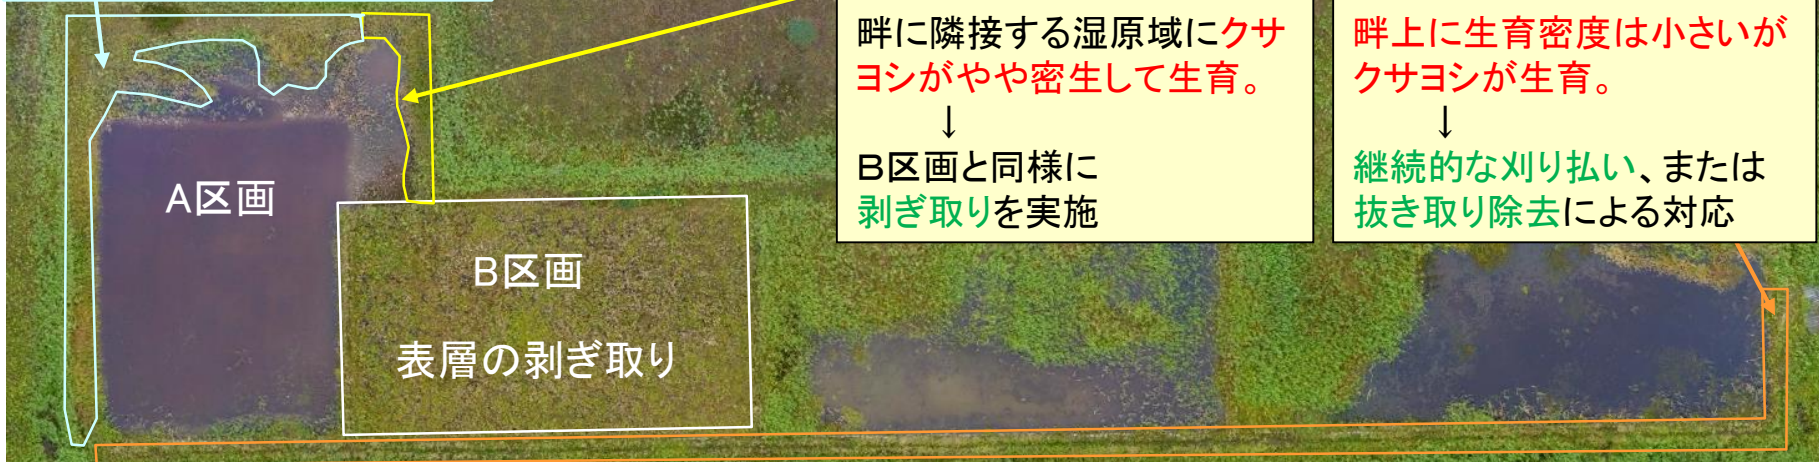 畔に隣接する湿原域にクサ
ヨシがやや密生して生育。
↓
B区画と同様に
剥ぎ取りを実施
畔上に生育密度は小さいが
クサヨシが生育。
↓
継続的な刈り払い、または
抜き取り除去による対応
A区画
B区画
表層の剥ぎ取り